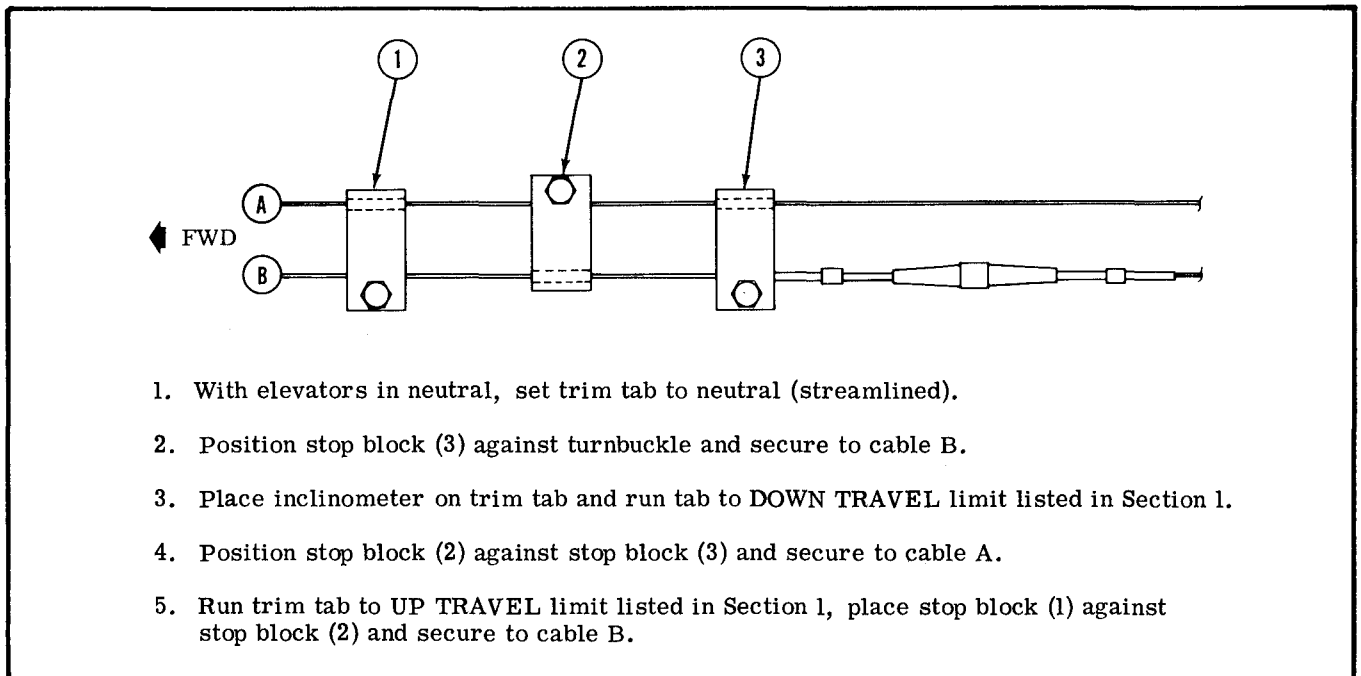 1
2
3
A
FWD
B
1. With elevators in neutral, set trim tab to neutral (streamlined).
2. Position stop block (3) against turnbuckle and secure to cable B.
3. Place inclinometer on trim tab and run tab to DOWN TRAVEL limit listed in Section 1.
4. Position stop block (2) against stop block (3) and secure to cable A.
5. Run trim tab to UP TRAVEL limit listed in Section 1, place stop block (1) against
stop block (2) and secure to cable B.